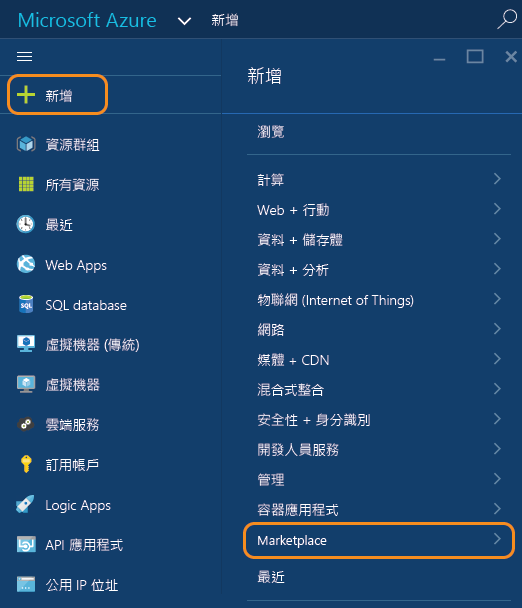 Microsoft Azure 新增
新增
資源群組
所有資源
最近
Web Apps
SQL database
虛擬機器 (傳統)
虛擬機器
雲端服務
訂用帳戶
Logic Apps
API 應用程式
公用 IP 位址
新增
瀏覽
計算
Web + 行動
資料 + 儲存體
資料 + 分析
物聯網 (Internet of Things)
網路
媒體 + CDN
混合式整合
安全性 + 身分識別
開發人員服務
管理
容器應用程式
Marketplace
最近